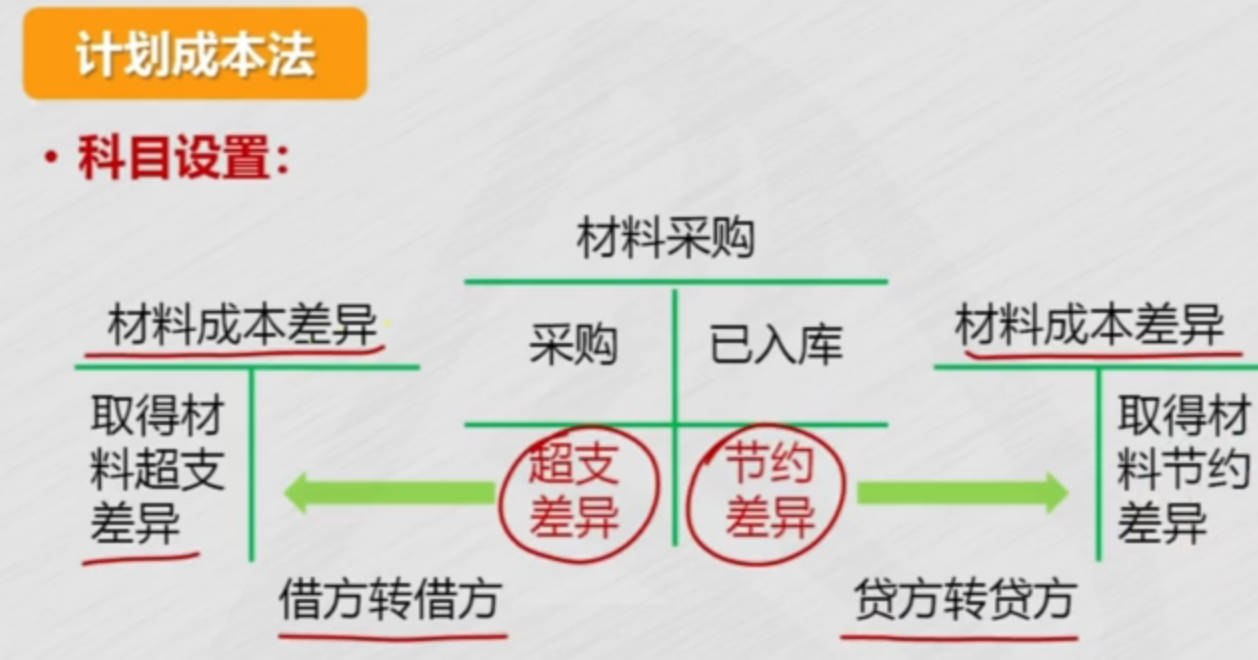 计划成本法
• 科目设置：
材料采购
材料成本差异
采购
已入库
材料成本差异
取得材
料超支
差异
超支
差异
节约
差异
取得材
料节约
差异
借方转借方
贷方转贷方